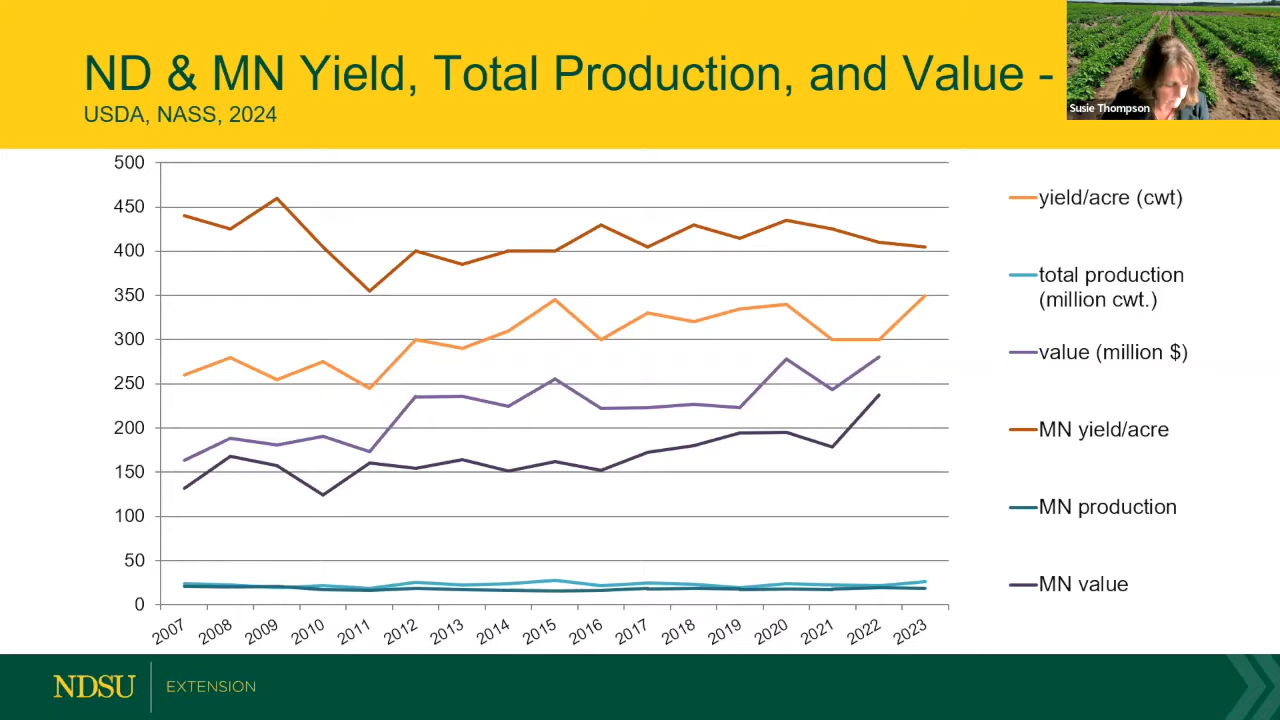 ND & MN Yield, Total Production, and Value -
USDA, NASS, 2024
Susie Thompson
500
450
400
350
300
250
200
150
100
50
0
2007
2008
2009
2010
2011
2012
2013
2014
2015
2016
2017
2018
2019
2020
2021
2022
2023
yield/acre (cwt)
total production
(million cwt.)
value (million $)
MN yield/acre
MN production
MN value
NDSU
EXTENSION